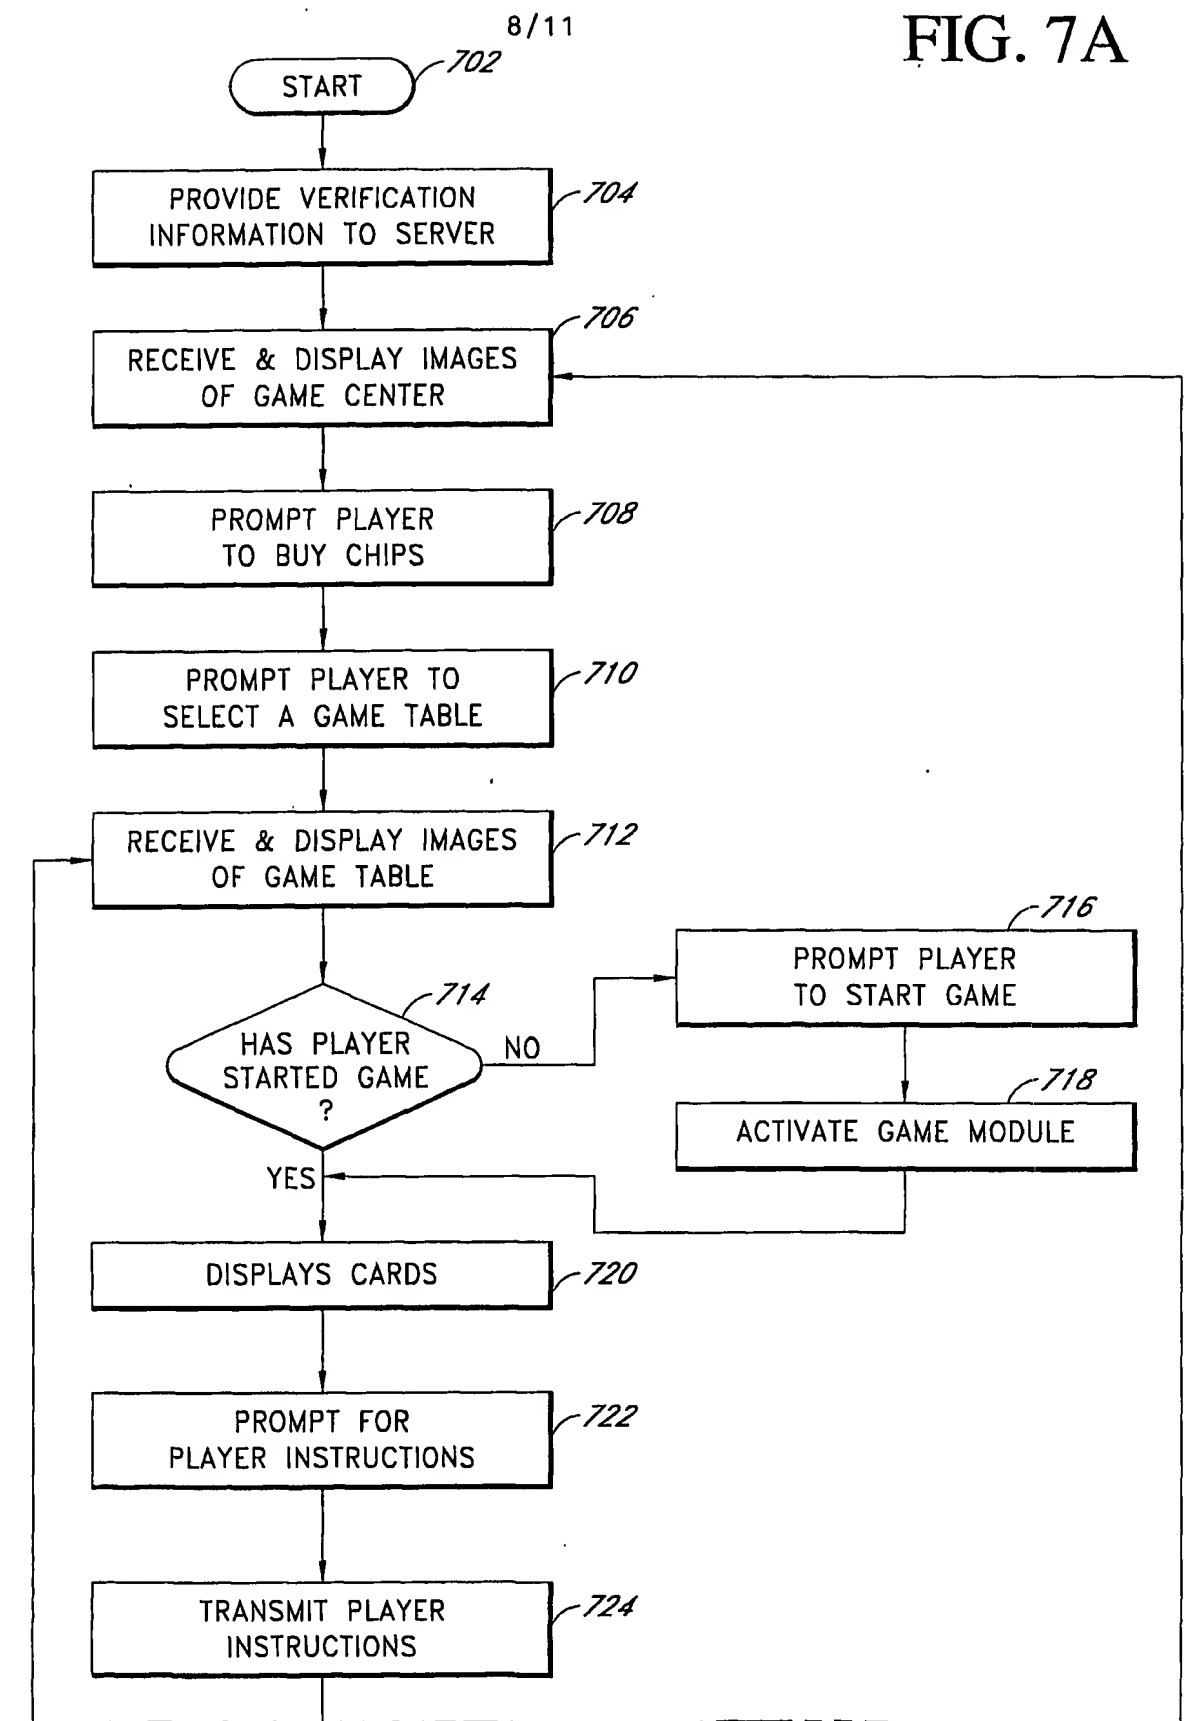 8/11
FIG. 7A
START
702
PROVIDE VERIFICATION
INFORMATION TO SERVER
704
RECEIVE & DISPLAY IMAGES
OF GAME CENTER
706
PROMPT PLAYER
TO BUY CHIPS
708
PROMPT PLAYER TO
SELECT A GAME TABLE
710
RECEIVE & DISPLAY IMAGES
OF GAME TABLE
712
HAS PLAYER
STARTED GAME
?
714
NO
PROMPT PLAYER
TO START GAME
716
ACTIVATE GAME MODULE
718
YES
DISPLAYS CARDS
720
PROMPT FOR
PLAYER INSTRUCTIONS
722
TRANSMIT PLAYER
INSTRUCTIONS
724